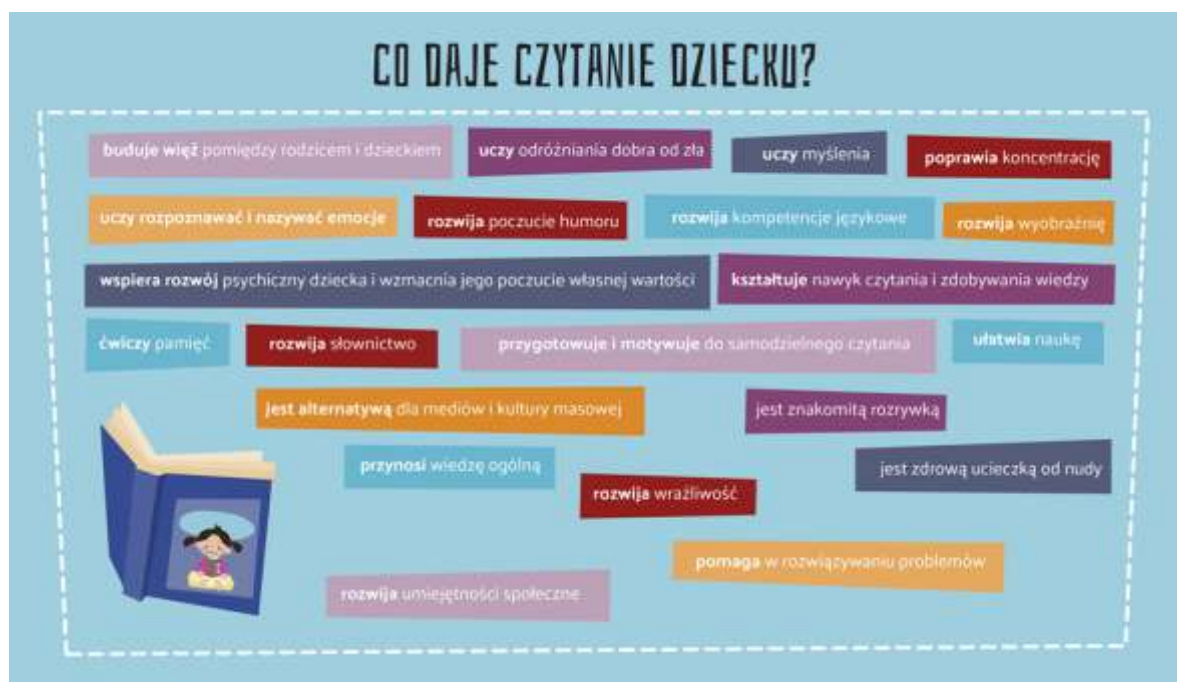 CO DAJE CZYTANIE DZIECKU?
buduje więź pomiędzy rodzicem i dzieckiem
uczy odróżniania dobra od zła
uczy myślenia
poprawia koncentrację
uczy rozpoznawać i nazywać emocje
rozwija poczucie humoru
rozwija kompetencje językowe
rozwija wyobraźnię
wspiera rozwój psychiczny dziecka i wzmacnia jego poczucie własnej wartości
kształtuje nawyk czytania i zdobywania wiedzy
ćwiczy pamięć
rozwija słownictwo
przygotowuje i motywuje do samodzielnego czytania
ułatwia naukę
jest alternatywą dla mediów i kultury masowej
jest znakomitą rozrywką
przynosi wiedzę ogólną
jest zdrową ucieczką od nudy
rozwija wrażliwość
pomaga w rozwiązywaniu problemów
rozwija umiejętności społeczne